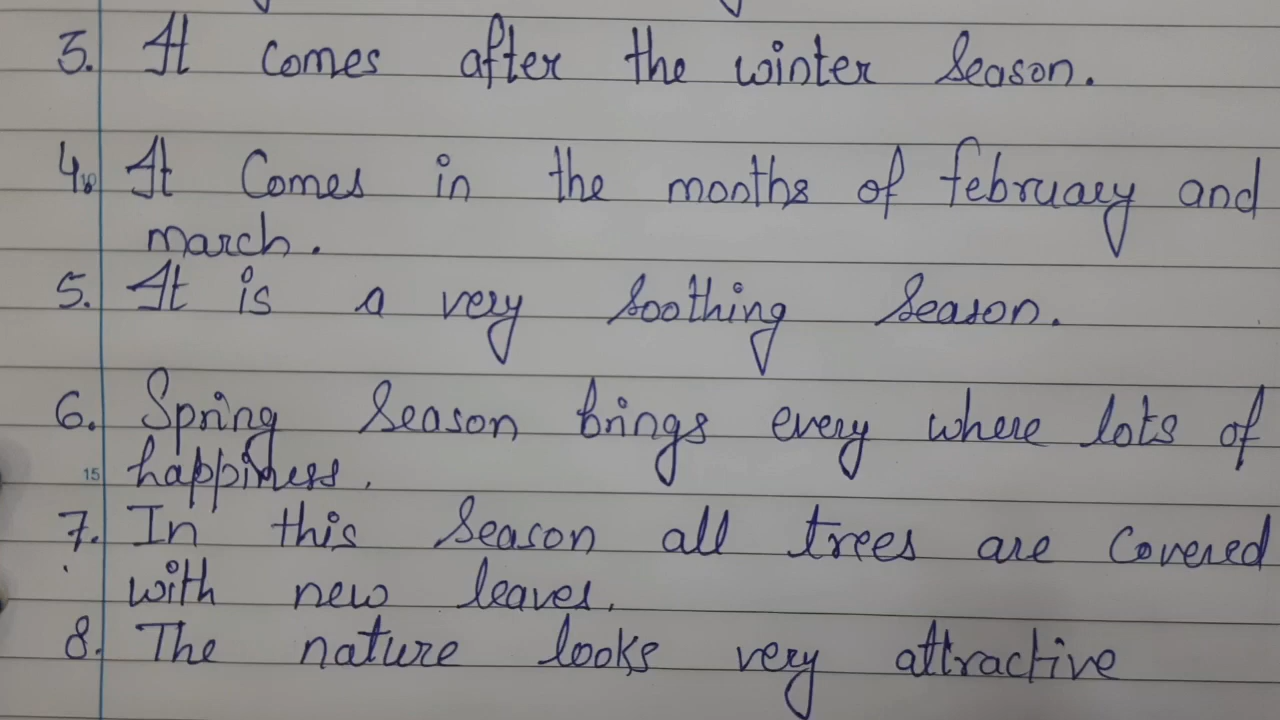 3. It comes after the winter season.
4. It Comes in the months of february and
march.
5. It is a very soothing season.
6. Spring season brings every where lots of
15 happiness.
7. In this season all trees are covered
with new leaves.
8. The nature looks very attractive